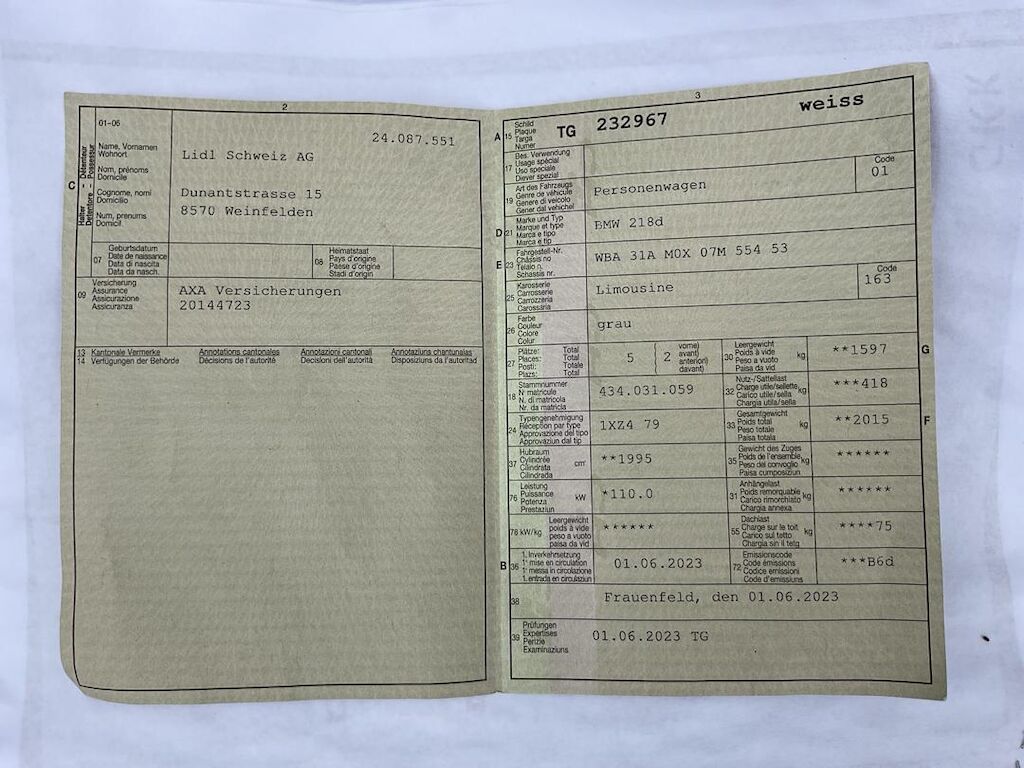 2
01-06
24.087.551
C
Halter - Détenteur
Detentore - Possessur
Name, Vornamen
Wohnort
Nom, prénoms
Domicile
Cognome, nomi
Domicilio
Num, prenums
Domicil
Lidl Schweiz AG
Dunantstrasse 15
8570 Weinfelden
07
Geburtsdatum
Date de naissance
Data di nascita
Data da nasch.
08
Heimatstaat
Pays d'origine
Paese d'origine
Stadi d'origin
09
Versicherung
Assurance
Assicurazione
Assicuranza
AXA Versicherungen
20144723
13 Kantonale Vermerke Annotations cantonales Annotazioni cantonali Annotaziuns chantunalas
14 Verfügungen der Behörde Décisions de l'autorité Decisioni dell'autorità Disposiziuns da l'autoritad
3
A
15
Schild
Plaque
Targa
Numer
TG 232967 weiss
17
Bes. Verwendung
Usage spécial
Uso speciale
Diever spezial
19
Art des Fahrzeugs
Genre de véhicule
Genere di veicolo
Gener dal vehichel
Personenwagen
Code
01
D
21
Marke und Typ
Marque et type
Marca e tipo
Marca e tip
BMW 218d
E
23
Fahrgestell-Nr.
Châssis no
Telaio n.
Schassis nr.
WBA 31A M0X 07M 554 53
25
Karosserie
Carrosserie
Carrozzeria
Carossaria
Limousine
Code
163
26
Farbe
Couleur
Colore
Colur
grau
27
Plätze: Total
Places: Total
Posti: Totale
Plazs: Total
5
2
vorne)
avant)
anteriori)
davant)
30
Leergewicht
Poids à vide
Peso a vuoto
Paisa da vid
kg
**1597
G
18
Stammnummer
N° matricule
N. di matricola
Nr. da matricla
434.031.059
32
Nutz-/Sattellast
Charge utile/sellette
Carico utile/sella
Chargia utila/sella
kg
***418
24
Typengenehmigung
Réception par type
Approvazione del tipo
Approvaziun dal tip
1XZ4 79
33
Gesamtgewicht
Poids total
Peso totale
Paisa totala
kg
**2015
F
37
Hubraum
Cylindrée
Cilindrata
Cilindrada
cm³
**1995
35
Gewicht des Zuges
Poids de l'ensemble
Peso del convoglio
Paisa cumposiziun
kg
******
76
Leistung
Puissance
Potenza
Prestaziun
kW
*110.0
31
Anhängelast
Poids remorquable
Carico rimorchiato
Chargia annexa
kg
******
78 kW/kg
Leergewicht
poids à vide
peso a vuoto
paisa da vid
******
55
Dachlast
Charge sur le toit
Carico sul tetto
Chargia sin il tetg
kg
****75
B
36
1. Inverkehrsetzung
1re mise en circulation
1a messa in circolazione
1. entrada en circulaziun
01.06.2023
72
Emissionscode
Code émissions
Codice emissioni
Code d'emissiuns
***B6d
38
Frauenfeld, den 01.06.2023
39
Prüfungen
Expertises
Perizie
Examinaziuns
01.06.2023 TG